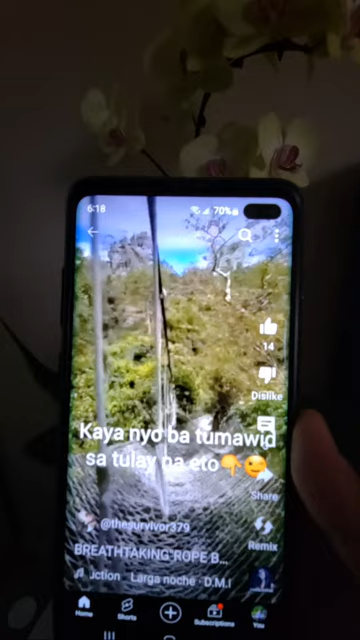 6:18
70%
14
Dislike
Kaya nyo ba tumawid
sa tulay na eto👇😉
Share
@thesurvivor379
Remix
BREATHTAKING ROPE B...
uction Larga noche · D.M.I
Home
Shorts
Subscriptions
You